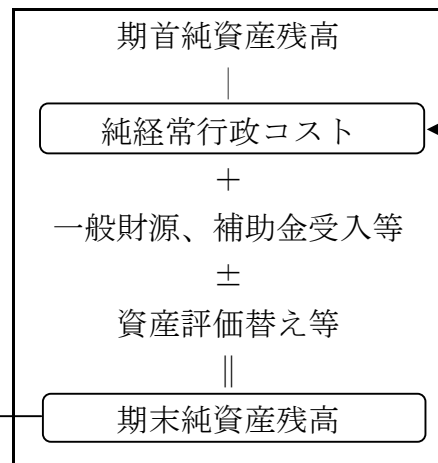 期首純資産残高
｜
純経常行政コスト
＋
一般財源、補助金受入等
±
資産評価替え等
||
期末純資産残高